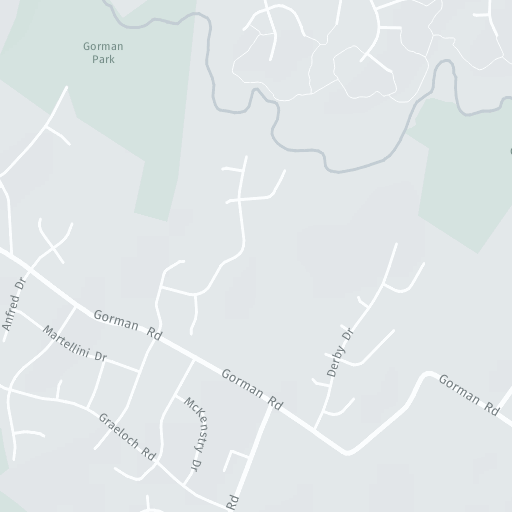 Gorman
Park
Anfred Dr
Gorman Rd
Martellini Dr
Derby Dr
Gorman Rd
Gorman Rd
McKenstry Dr
Graeloch Rd
Rd